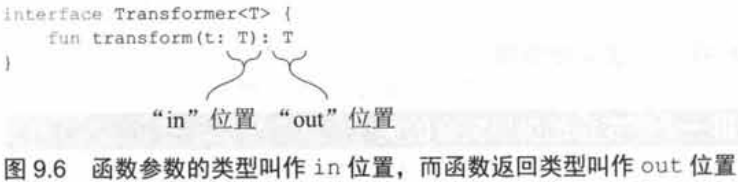 interface Transformer<T> {
    fun transform(t: T): T
}
“in”位置 “out”位置
图 9.6 函数参数的类型叫作 in 位置，而函数返回类型叫作 out 位置